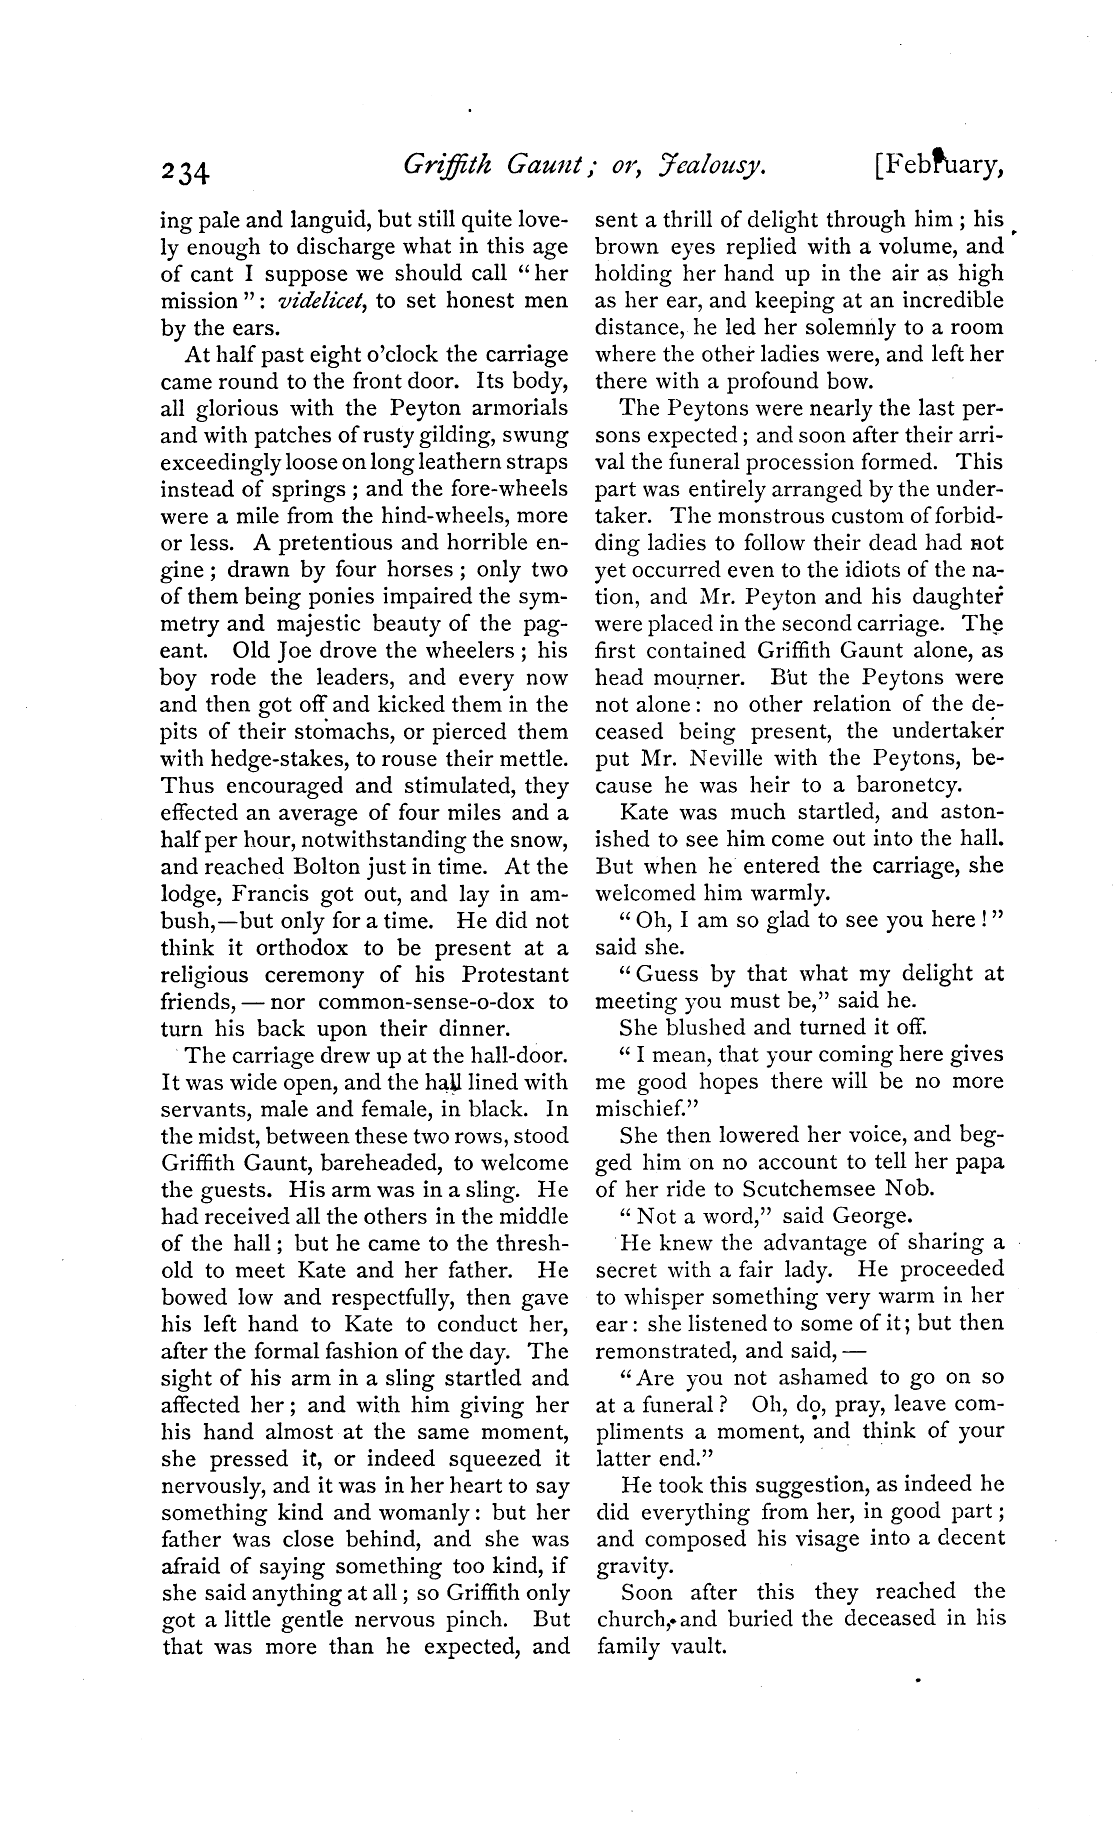 234 Griffith Gaunt; or, Jealousy. [February,
ing pale and languid, but still quite love-
ly enough to discharge what in this age
of cant I suppose we should call "her
mission": videlicet, to set honest men
by the ears.
At half past eight o'clock the carriage
came round to the front door. Its body,
all glorious with the Peyton armorials
and with patches of rusty gilding, swung
exceedingly loose on long leathern straps
instead of springs; and the fore-wheels
were a mile from the hind-wheels, more
or less. A pretentious and horrible en-
gine; drawn by four horses; only two
of them being ponies impaired the sym-
metry and majestic beauty of the pag-
eant. Old Joe drove the wheelers; his
boy rode the leaders, and every now
and then got off and kicked them in the
pits of their stomachs, or pierced them
with hedge-stakes, to rouse their mettle.
Thus encouraged and stimulated, they
effected an average of four miles and a
half per hour, notwithstanding the snow,
and reached Bolton just in time. At the
lodge, Francis got out, and lay in am-
bush,—but only for a time. He did not
think it orthodox to be present at a
religious ceremony of his Protestant
friends, — nor common-sense-o-dox to
turn his back upon their dinner.
The carriage drew up at the hall-door.
It was wide open, and the hall lined with
servants, male and female, in black. In
the midst, between these two rows, stood
Griffith Gaunt, bareheaded, to welcome
the guests. His arm was in a sling. He
had received all the others in the middle
of the hall; but he came to the thresh-
old to meet Kate and her father. He
bowed low and respectfully, then gave
his left hand to Kate to conduct her,
after the formal fashion of the day. The
sight of his arm in a sling startled and
affected her; and with him giving her
his hand almost at the same moment,
she pressed it, or indeed squeezed it
nervously, and it was in her heart to say
something kind and womanly: but her
father was close behind, and she was
afraid of saying something too kind, if
she said anything at all; so Griffith only
got a little gentle nervous pinch. But
that was more than he expected, and
sent a thrill of delight through him; his
brown eyes replied with a volume, and
holding her hand up in the air as high
as her ear, and keeping at an incredible
distance, he led her solemnly to a room
where the other ladies were, and left her
there with a profound bow.
The Peytons were nearly the last per-
sons expected; and soon after their arri-
val the funeral procession formed. This
part was entirely arranged by the under-
taker. The monstrous custom of forbid-
ding ladies to follow their dead had not
yet occurred even to the idiots of the na-
tion, and Mr. Peyton and his daughter
were placed in the second carriage. The
first contained Griffith Gaunt alone, as
head mourner. But the Peytons were
not alone: no other relation of the de-
ceased being present, the undertaker
put Mr. Neville with the Peytons, be-
cause he was heir to a baronetcy.
Kate was much startled, and aston-
ished to see him come out into the hall.
But when he entered the carriage, she
welcomed him warmly.
"Oh, I am so glad to see you here!"
said she.
"Guess by that what my delight at
meeting you must be," said he.
She blushed and turned it off.
"I mean, that your coming here gives
me good hopes there will be no more
mischief."
She then lowered her voice, and beg-
ged him on no account to tell her papa
of her ride to Scutchemsee Nob.
"Not a word," said George.
He knew the advantage of sharing a
secret with a fair lady. He proceeded
to whisper something very warm in her
ear: she listened to some of it; but then
remonstrated, and said, —
"Are you not ashamed to go on so
at a funeral? Oh, do, pray, leave com-
pliments a moment, and think of your
latter end."
He took this suggestion, as indeed he
did everything from her, in good part;
and composed his visage into a decent
gravity.
Soon after this they reached the
church, and buried the deceased in his
family vault.